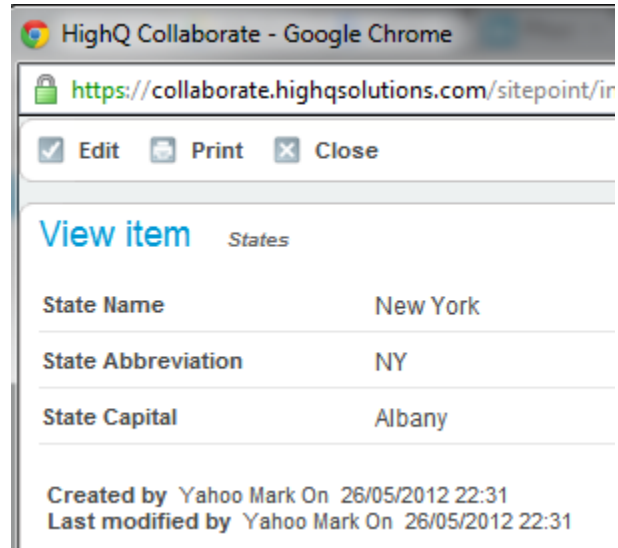 HighQ Collaborate - Google Chrome
https://collaborate.highqsolutions.com/sitepoint/in
Edit Print Close
View item States
State Name New York
State Abbreviation NY
State Capital Albany
Created by Yahoo Mark On 26/05/2012 22:31
Last modified by Yahoo Mark On 26/05/2012 22:31